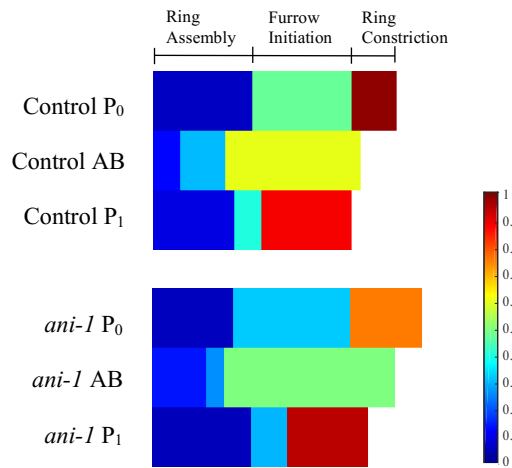 Ring Assembly
Furrow Initiation
Ring Constriction
Control P₀
Control AB
Control P₁
ani-1 P₀
ani-1 AB
ani-1 P₁
1
0